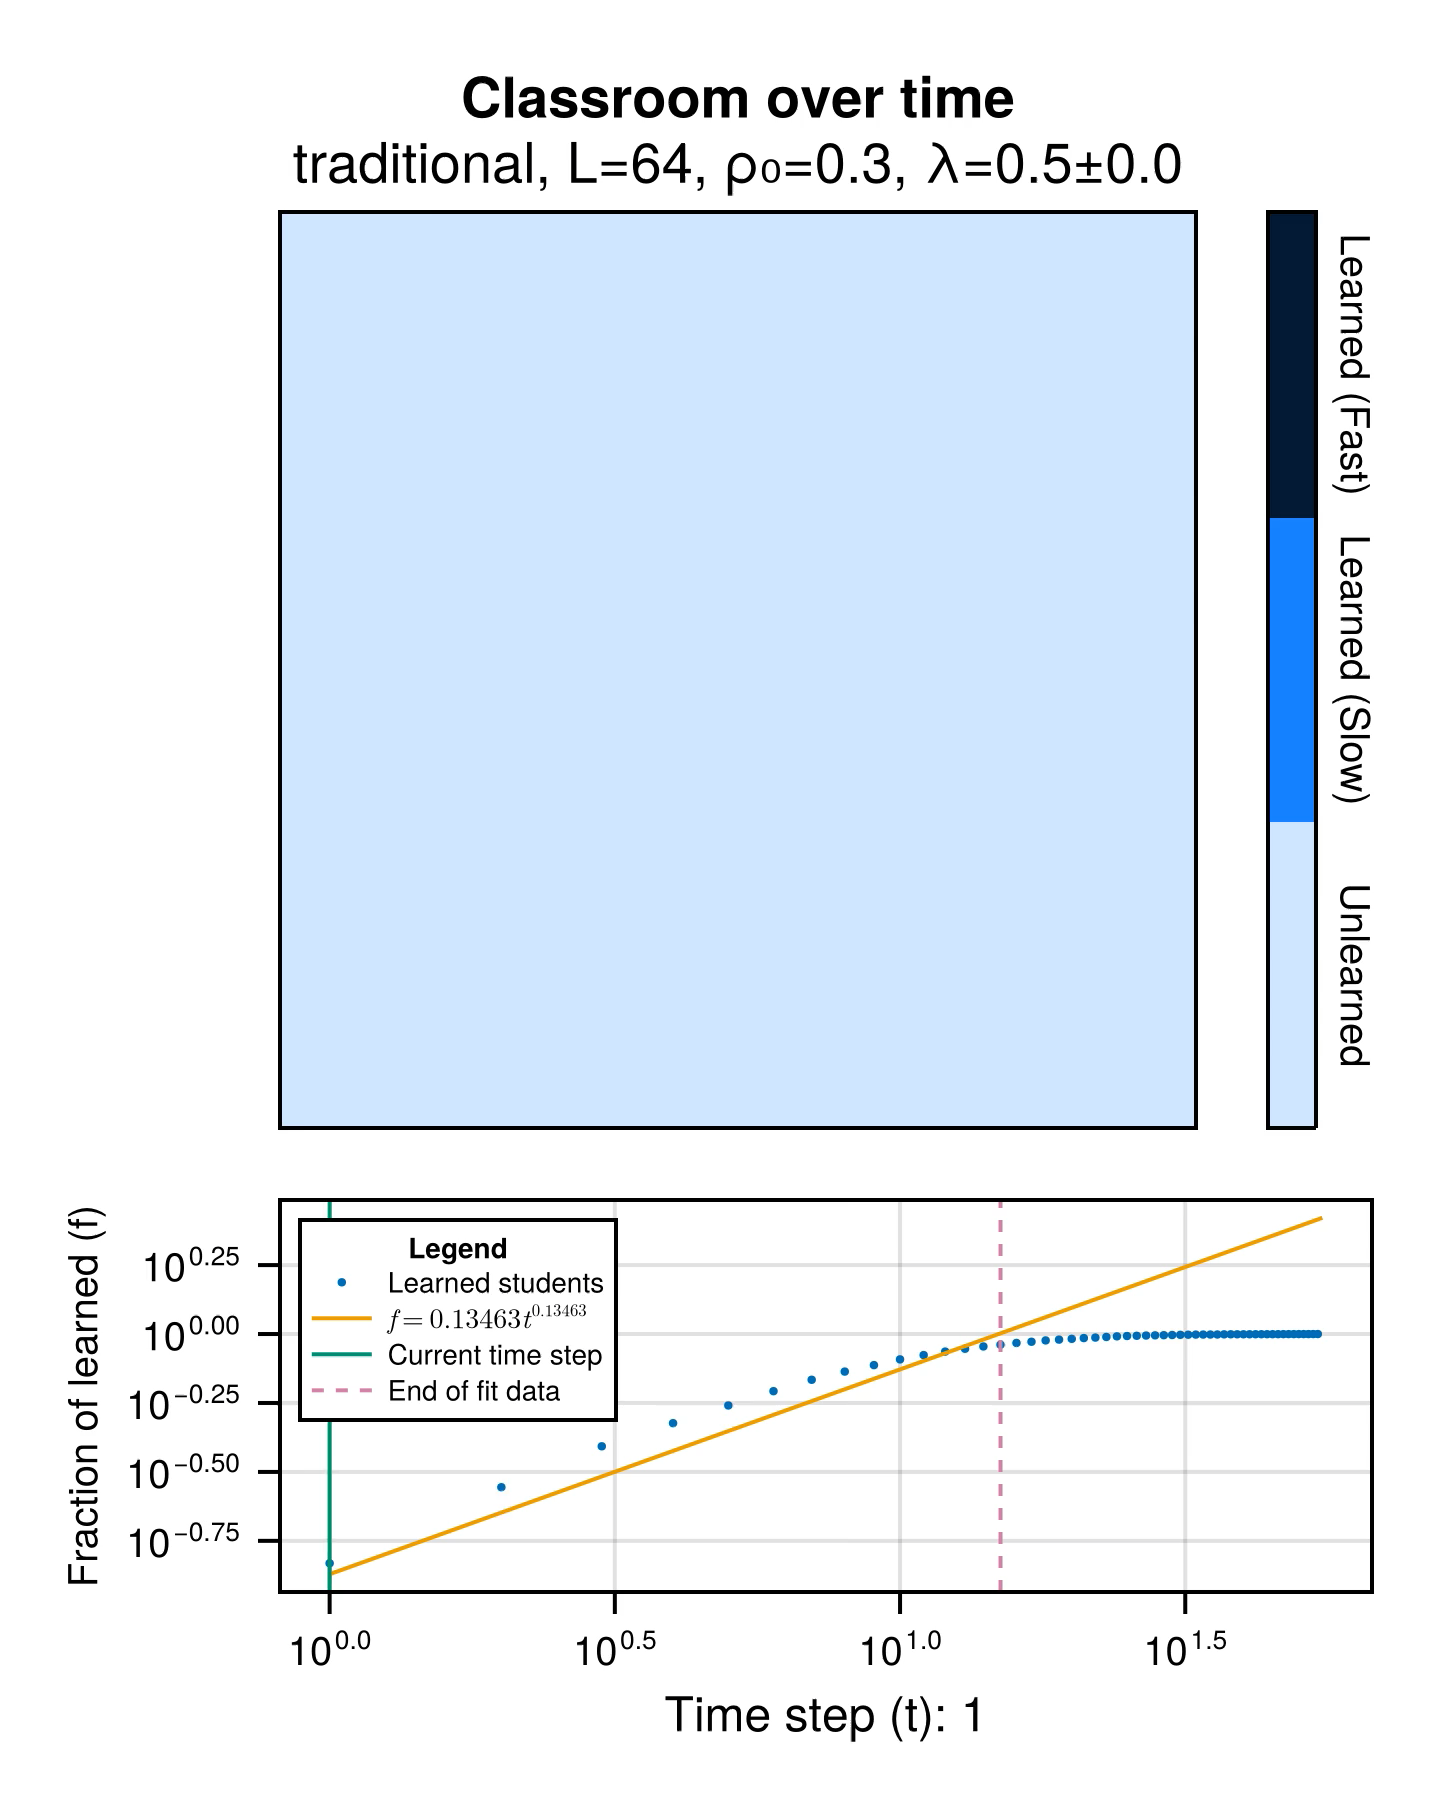 Classroom over time
traditional, L=64, ρ₀=0.3, λ=0.5±0.0
Learned (Fast)
Learned (Slow)
Unlearned
Fraction of learned (f)
10^0.25
10^0.00
10^−0.25
10^−0.50
10^−0.75
Legend
Learned students
f = 0.13463t^0.13463
Current time step
End of fit data
10^0.0
10^0.5
10^1.0
10^1.5
Time step (t): 1